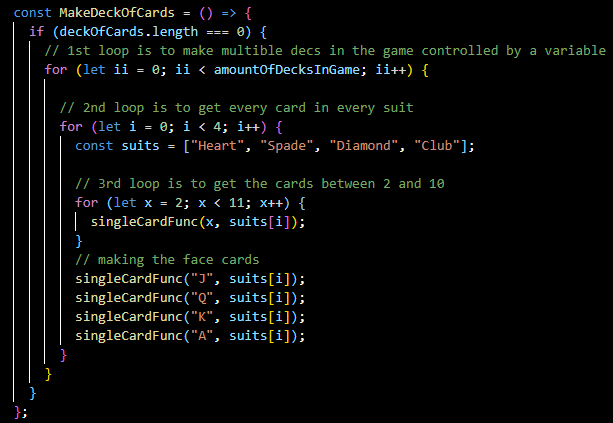 const MakeDeckOfCards = () => {
if (deckOfCards.length === 0) {
// 1st loop is to make multible decs in the game controlled by a variable
for (let ii = 0; ii < amountOfDecksInGame; ii++) {
// 2nd loop is to get every card in every suit
for (let i = 0; i < 4; i++) {
const suits = ["Heart", "Spade", "Diamond", "Club"];
// 3rd loop is to get the cards between 2 and 10
for (let x = 2; x < 11; x++) {
singleCardFunc(x, suits[i]);
}
// making the face cards
singleCardFunc("J", suits[i]);
singleCardFunc("Q", suits[i]);
singleCardFunc("K", suits[i]);
singleCardFunc("A", suits[i]);
}
}
}
};